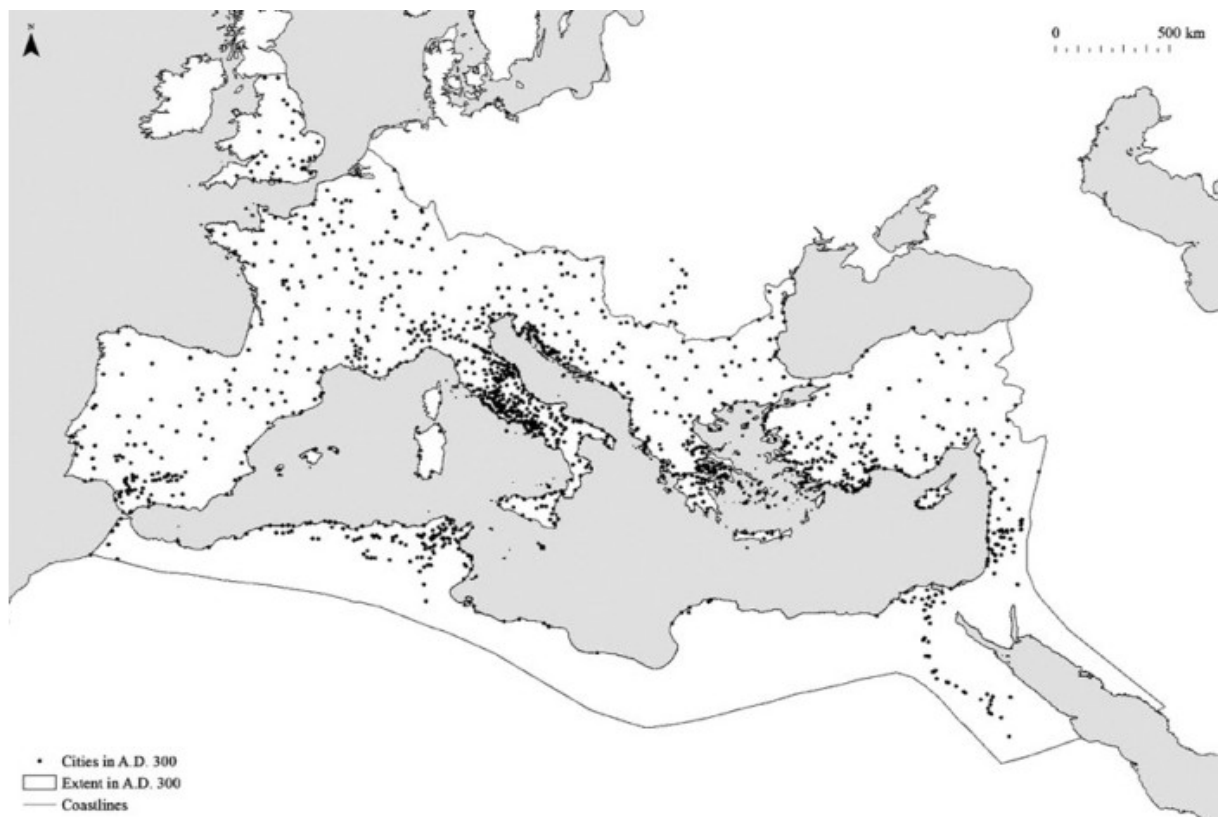 N
0 500 km
Cities in A.D. 300
Extent in A.D. 300
Coastlines